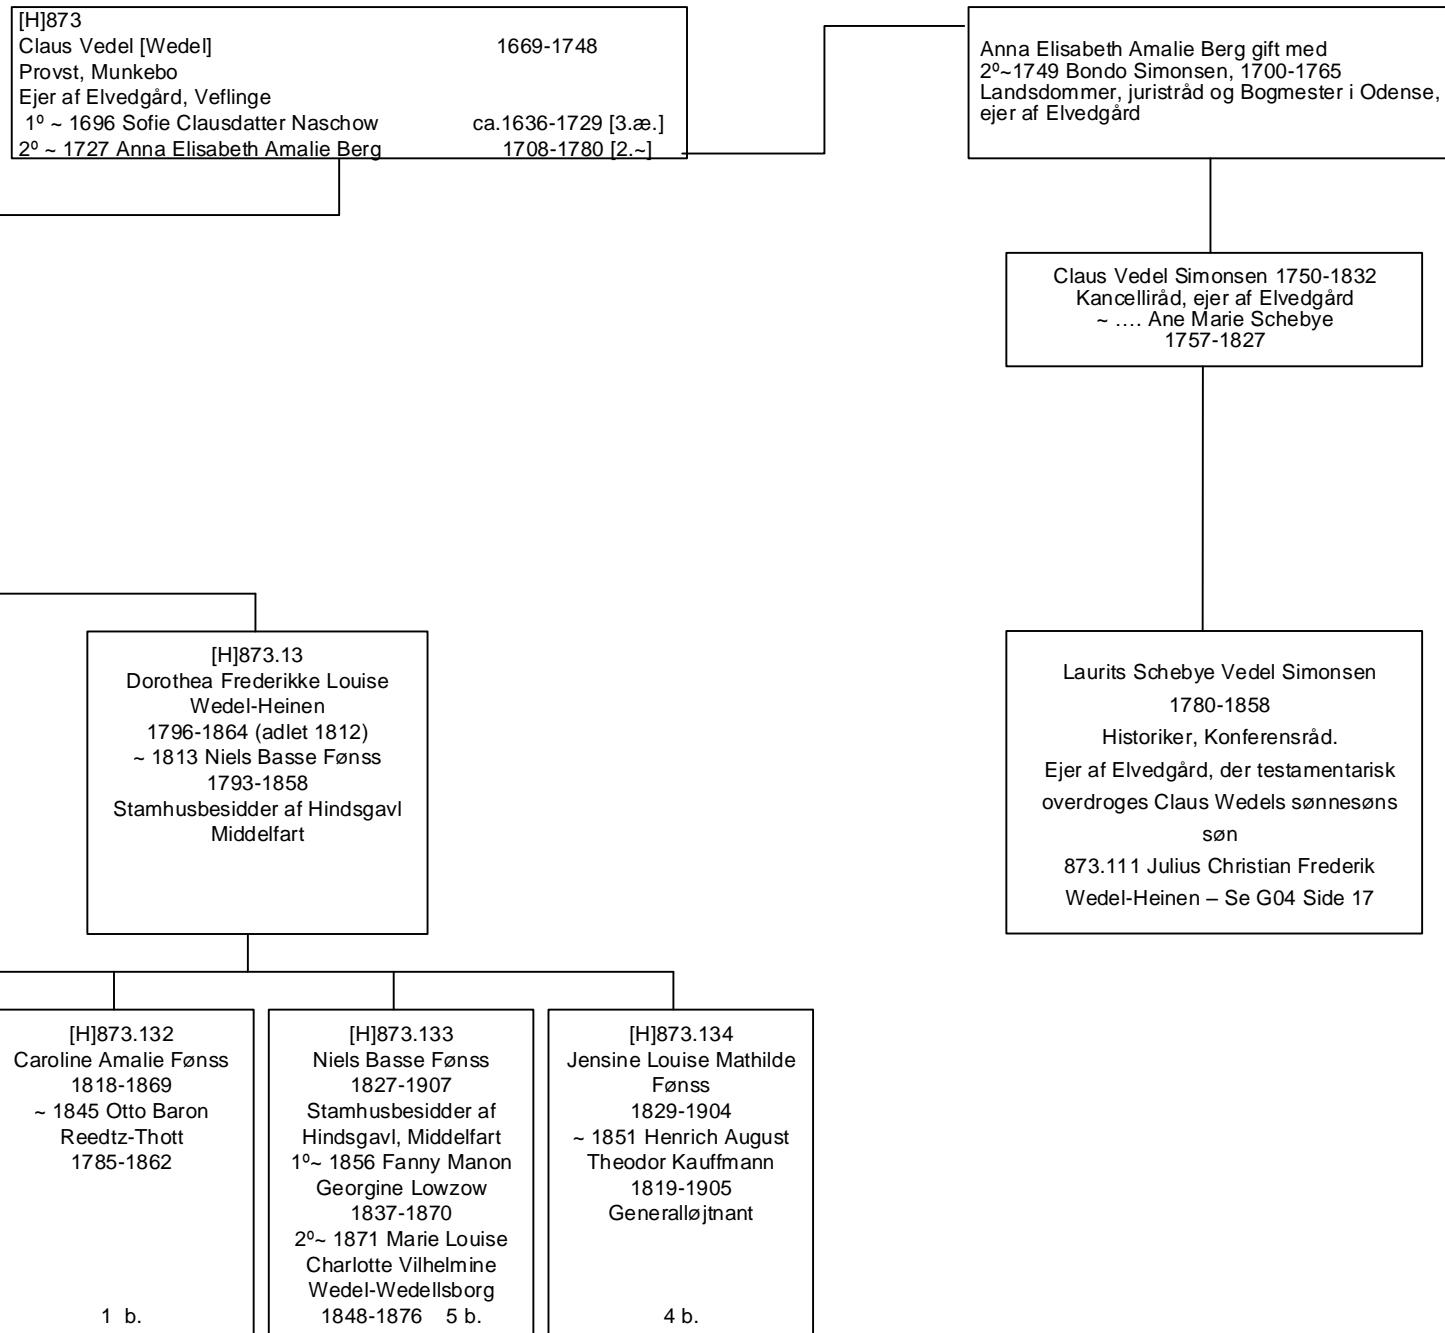 [H]873
Claus Vedel [Wedel] 1669-1748
Provst, Munkebo
Ejer af Elvedgård, Veflinge
1º ~ 1696 Sofie Clausdatter Naschow ca.1636-1729 [3.æ.]
2º ~ 1727 Anna Elisabeth Amalie Berg 1708-1780 [2.~]
Anna Elisabeth Amalie Berg gift med
2º~1749 Bondo Simonsen, 1700-1765
Landsdommer, juristråd og Bogmester i Odense,
ejer af Elvedgård
Claus Vedel Simonsen 1750-1832
Kancelliråd, ejer af Elvedgård
~ .... Ane Marie Schebye
1757-1827
[H]873.13
Dorothea Frederikke Louise
Wedel-Heinen
1796-1864 (adlet 1812)
~ 1813 Niels Basse Fønss
1793-1858
Stamhusbesidder af Hindsgavl
Middelfart
Laurits Schebye Vedel Simonsen
1780-1858
Historiker, Konferensråd.
Ejer af Elvedgård, der testamentarisk
overdroges Claus Wedels sønnesøns
søn
873.111 Julius Christian Frederik
Wedel-Heinen – Se G04 Side 17
[H]873.132
Caroline Amalie Fønss
1818-1869
~ 1845 Otto Baron
Reedtz-Thott
1785-1862
1 b.
[H]873.133
Niels Basse Fønss
1827-1907
Stamhusbesidder af
Hindsgavl, Middelfart
1º~ 1856 Fanny Manon
Georgine Lowzow
1837-1870
2º~ 1871 Marie Louise
Charlotte Vilhelmine
Wedel-Wedellsborg
1848-1876 5 b.
[H]873.134
Jensine Louise Mathilde
Fønss
1829-1904
~ 1851 Henrich August
Theodor Kauffmann
1819-1905
Generalløjtnant
4 b.